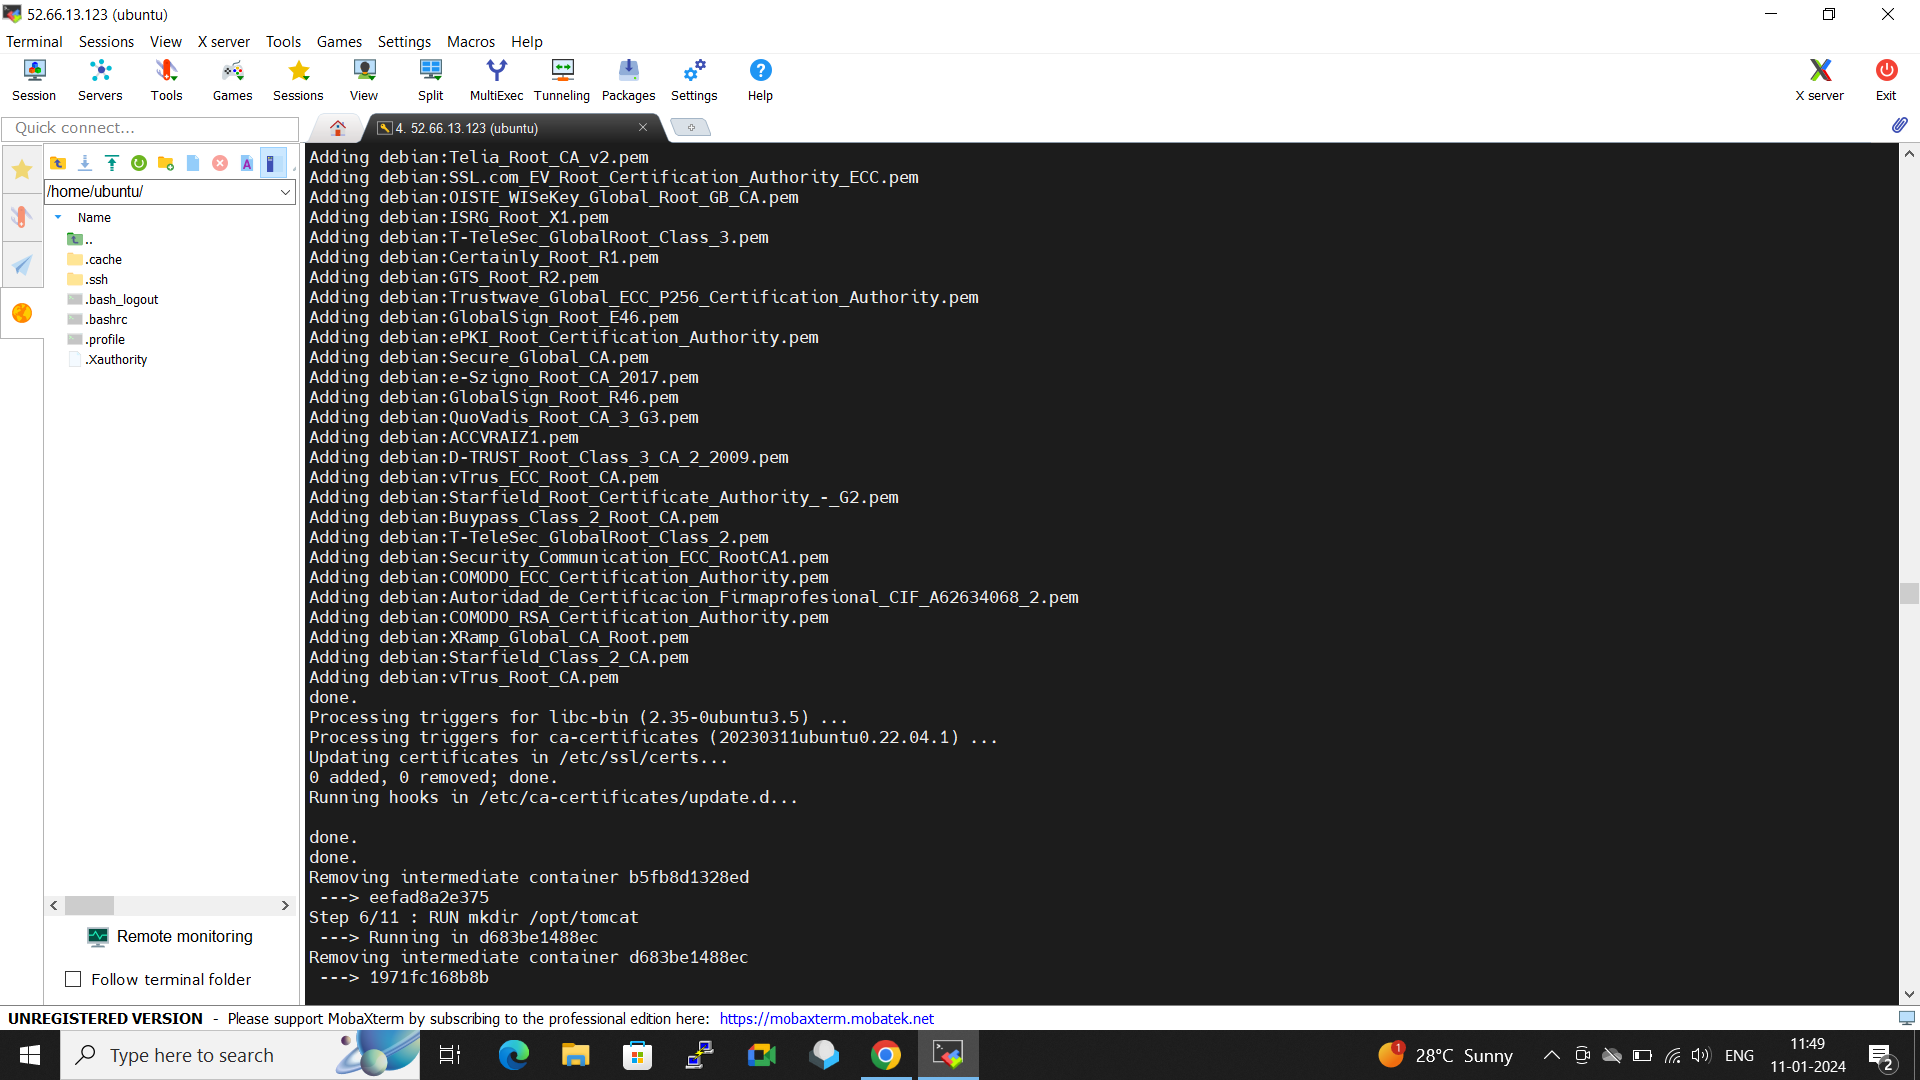 52.66.13.123 (ubuntu)
Terminal Sessions View X server Tools Games Settings Macros Help
Session Servers Tools Games Sessions View Split MultiExec Tunneling Packages Settings Help X server Exit
Quick connect...
4. 52.66.13.123 (ubuntu)
/home/ubuntu/
Name
..
.cache
.ssh
.bash_logout
.bashrc
.profile
.Xauthority
Remote monitoring
Follow terminal folder
Adding debian:Telia_Root_CA_v2.pem
Adding debian:SSL.com_EV_Root_Certification_Authority_ECC.pem
Adding debian:OISTE_WISeKey_Global_Root_GB_CA.pem
Adding debian:ISRG_Root_X1.pem
Adding debian:T-TeleSec_GlobalRoot_Class_3.pem
Adding debian:Certainly_Root_R1.pem
Adding debian:GTS_Root_R2.pem
Adding debian:Trustwave_Global_ECC_P256_Certification_Authority.pem
Adding debian:GlobalSign_Root_E46.pem
Adding debian:ePKI_Root_Certification_Authority.pem
Adding debian:Secure_Global_CA.pem
Adding debian:e-Szigno_Root_CA_2017.pem
Adding debian:GlobalSign_Root_R46.pem
Adding debian:QuoVadis_Root_CA_3_G3.pem
Adding debian:ACCVRAIZ1.pem
Adding debian:D-TRUST_Root_Class_3_CA_2_2009.pem
Adding debian:vTrus_ECC_Root_CA.pem
Adding debian:Starfield_Root_Certificate_Authority_-_G2.pem
Adding debian:Buypass_Class_2_Root_CA.pem
Adding debian:T-TeleSec_GlobalRoot_Class_2.pem
Adding debian:Security_Communication_ECC_RootCA1.pem
Adding debian:COMODO_ECC_Certification_Authority.pem
Adding debian:Autoridad_de_Certificacion_Firmaprofesional_CIF_A62634068_2.pem
Adding debian:COMODO_RSA_Certification_Authority.pem
Adding debian:XRamp_Global_CA_Root.pem
Adding debian:Starfield_Class_2_CA.pem
Adding debian:vTrus_Root_CA.pem
done.
Processing triggers for libc-bin (2.35-0ubuntu3.5) ...
Processing triggers for ca-certificates (20230311ubuntu0.22.04.1) ...
Updating certificates in /etc/ssl/certs...
0 added, 0 removed; done.
Running hooks in /etc/ca-certificates/update.d...
done.
done.
Removing intermediate container b5fb8d1328ed
---> eefad8a2e375
Step 6/11 : RUN mkdir /opt/tomcat
---> Running in d683be1488ec
Removing intermediate container d683be1488ec
---> 1971fc168b8b
UNREGISTERED VERSION - Please support MobaXterm by subscribing to the professional edition here: https://mobaxterm.mobatek.net
Type here to search
1
28°C Sunny
ENG
11:49
11-01-2024
2